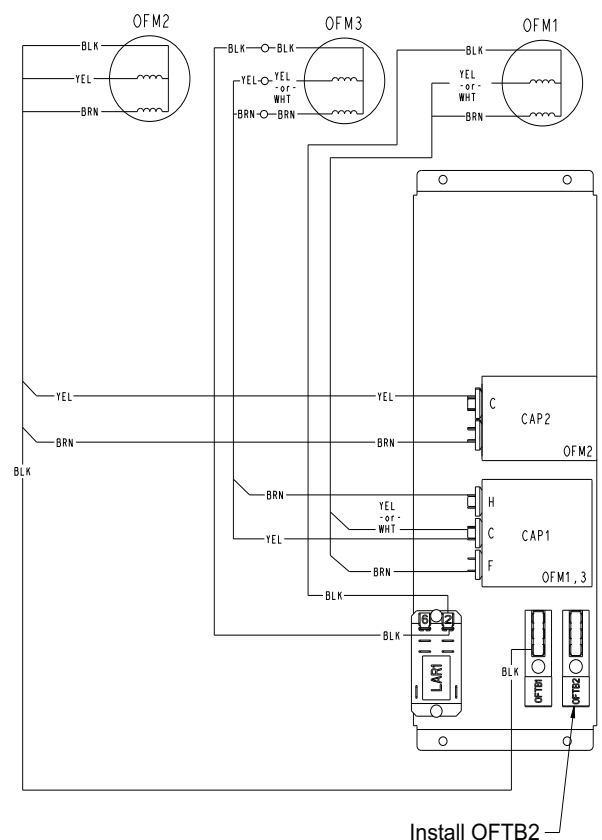 OFM2
OFM3
OFM1
BLK
BLK
BLK
BLK
YEL
YEL
YEL
-or-
WHT
YEL
-or-
WHT
BRN
BRN
BRN
BRN
YEL
YEL
C
CAP2
BRN
BRN
OFM2
BLK
BRN
H
YEL
-or-
WHT
YEL
C
CAP1
BRN
F
OFM1,3
BLK
6
2
BLK
LAR1
BLK
OFTB1
OFTB2
Install OFTB2